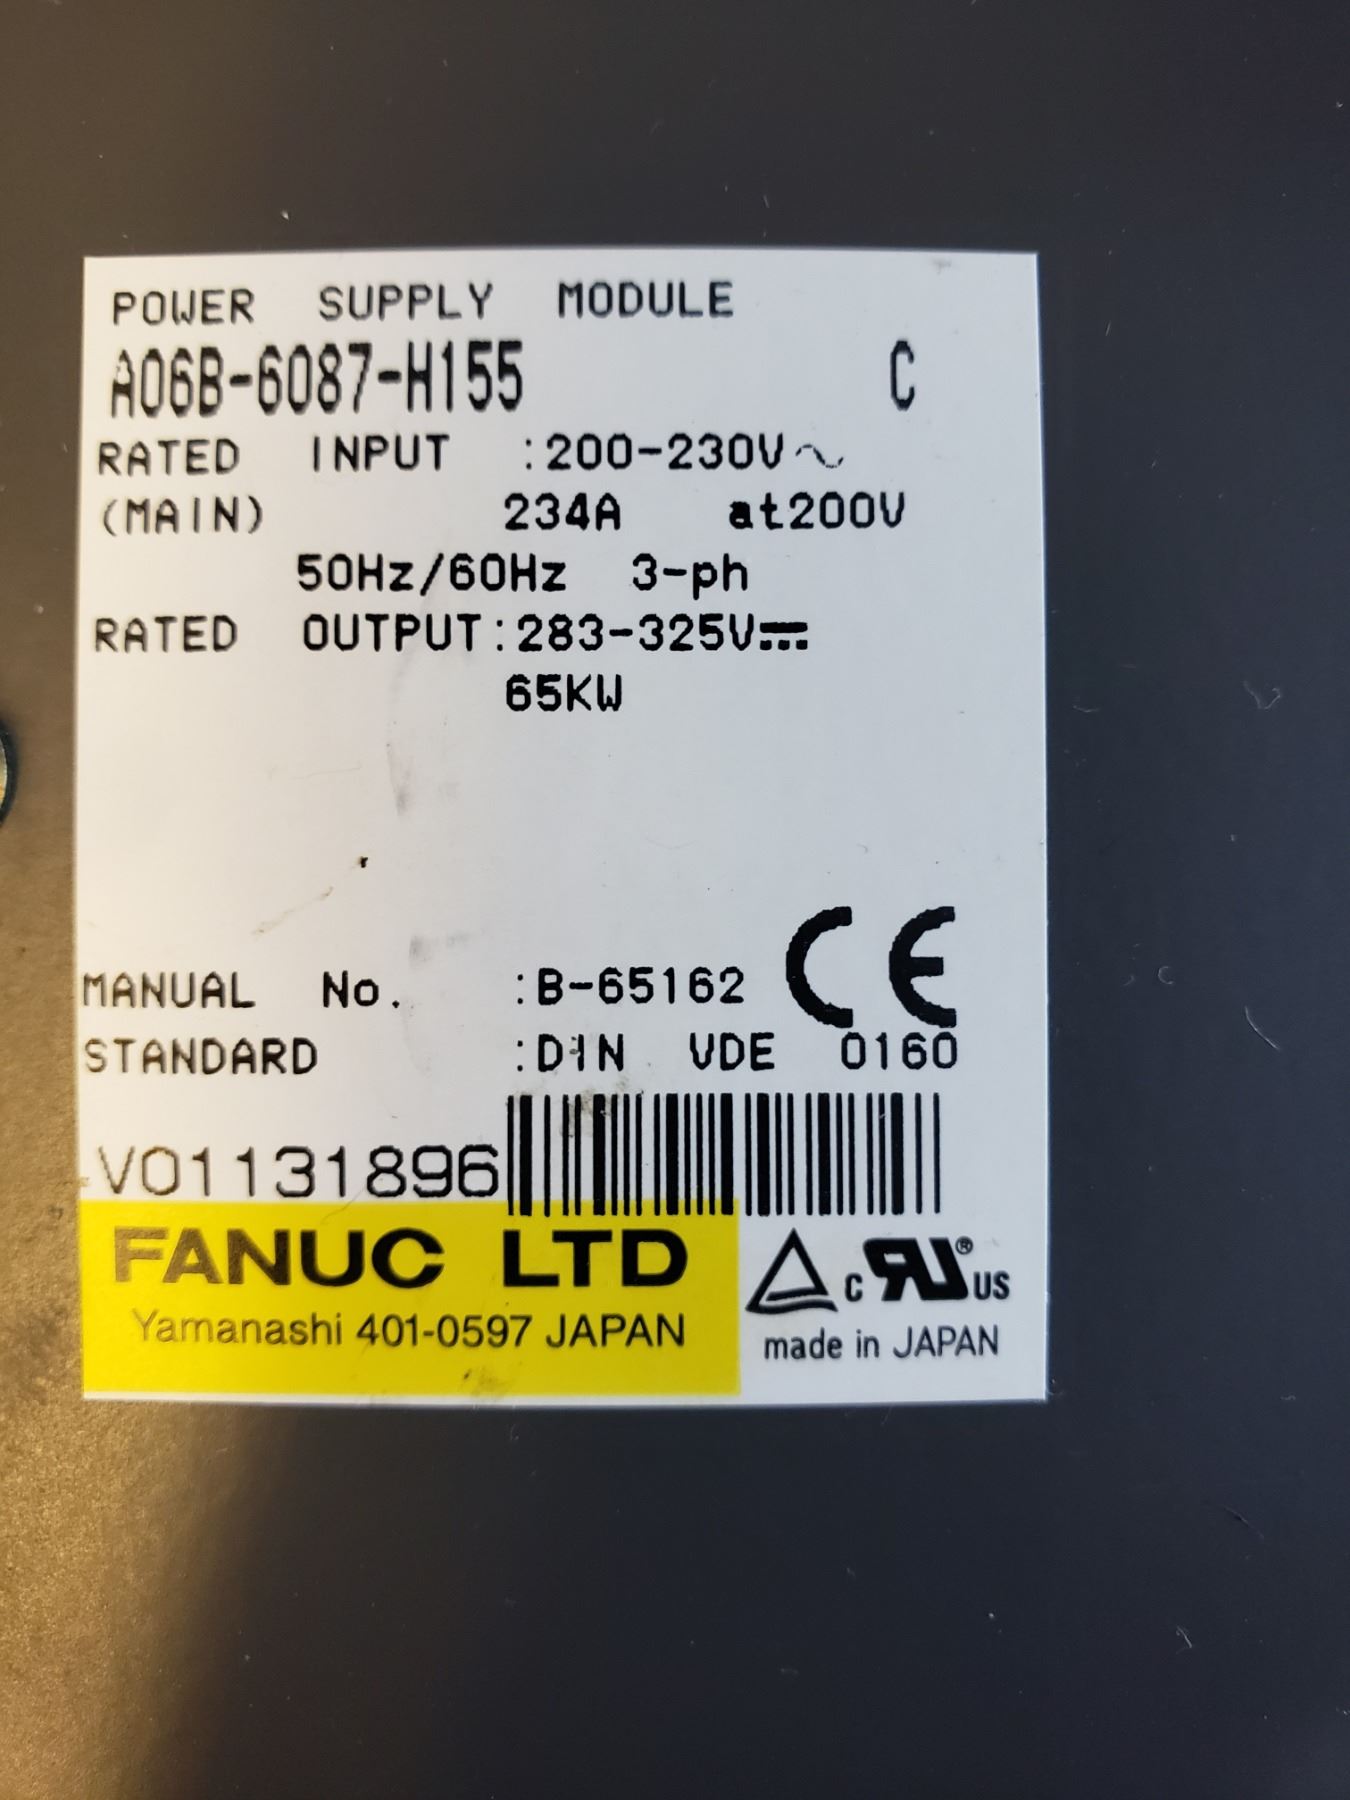 POWER SUPPLY MODULE
A06B-6087-H155 C
RATED INPUT :200-230V∿
(MAIN) 234A at200V
50Hz/60Hz 3-ph
RATED OUTPUT:283-325V⎓
65KW
MANUAL No. :B-65162 CE
STANDARD :DIN VDE 0160
V01131896
FANUC LTD
Yamanashi 401-0597 JAPAN
c RU® US
made in JAPAN